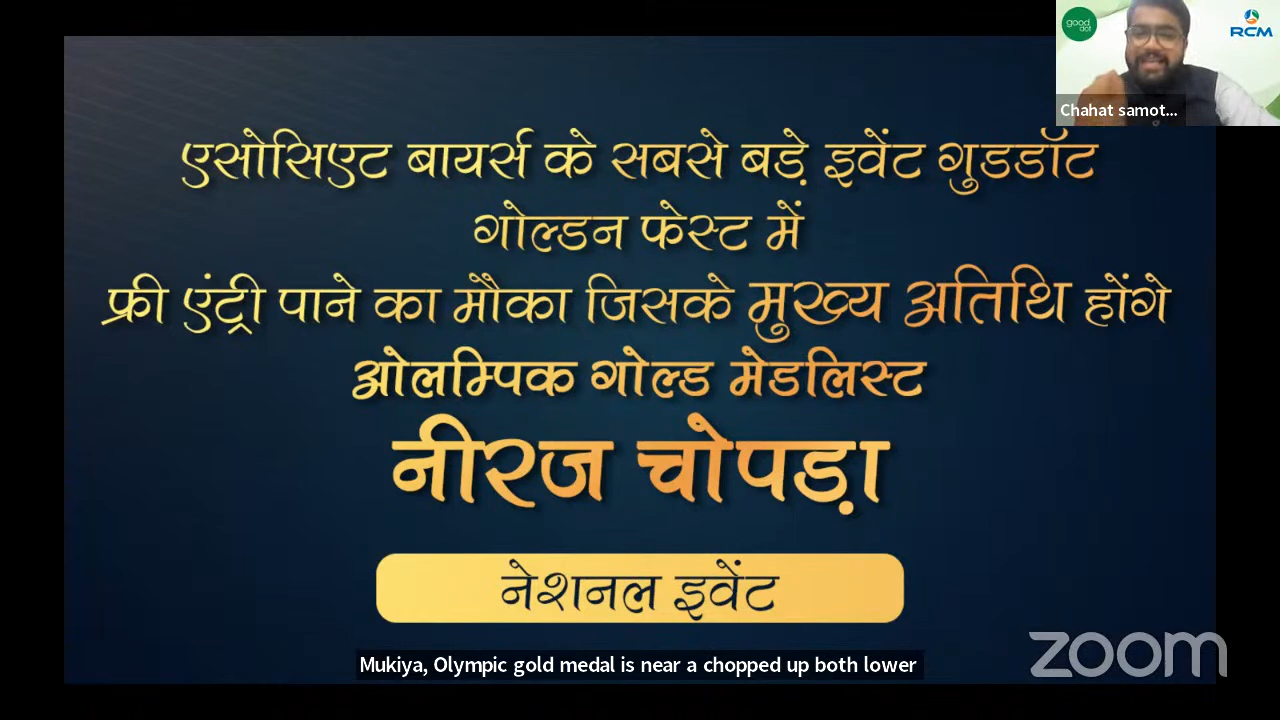 good
dot
RCM
Chahat samot...
एसोसिएट बायर्स के सबसे बड़े इवेंट गुडडॉट
गोल्डन फेस्ट में
फ्री एंट्री पाने का मौका जिसके मुख्य अतिथि होंगे
ओलम्पिक गोल्ड मेडलिस्ट
नीरज चोपड़ा
नेशनल इवेंट
zoom
Mukiya, Olympic gold medal is near a chopped up both lower